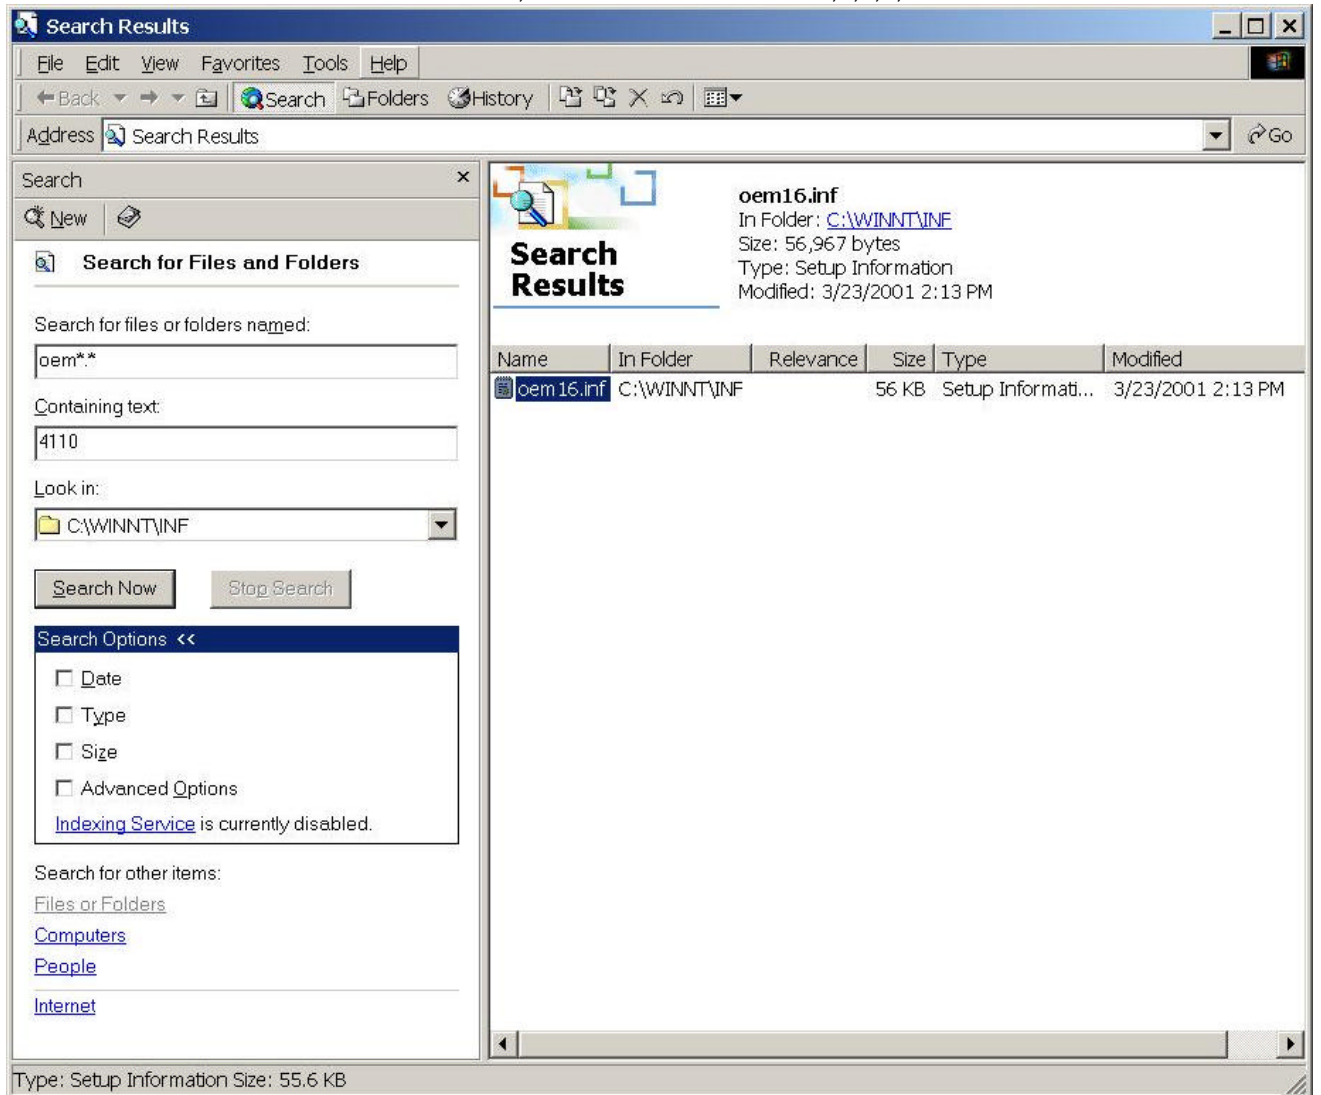 Search Results
File Edit View Favorites Tools Help
Back Search Folders History
Address Search Results Go
Search
New
Search for Files and Folders
Search for files or folders named:
oem*.*
Containing text:
4110
Look in:
C:\WINNT\INF
Search Now Stop Search
Search Options <<
Date
Type
Size
Advanced Options
Indexing Service is currently disabled.
Search for other items:
Files or Folders
Computers
People
Internet
Search
Results
oem16.inf
In Folder: C:\WINNT\INF
Size: 56,967 bytes
Type: Setup Information
Modified: 3/23/2001 2:13 PM
Name In Folder Relevance Size Type Modified
oem16.inf C:\WINNT\INF 56 KB Setup Informati... 3/23/2001 2:13 PM
Type: Setup Information Size: 55.6 KB